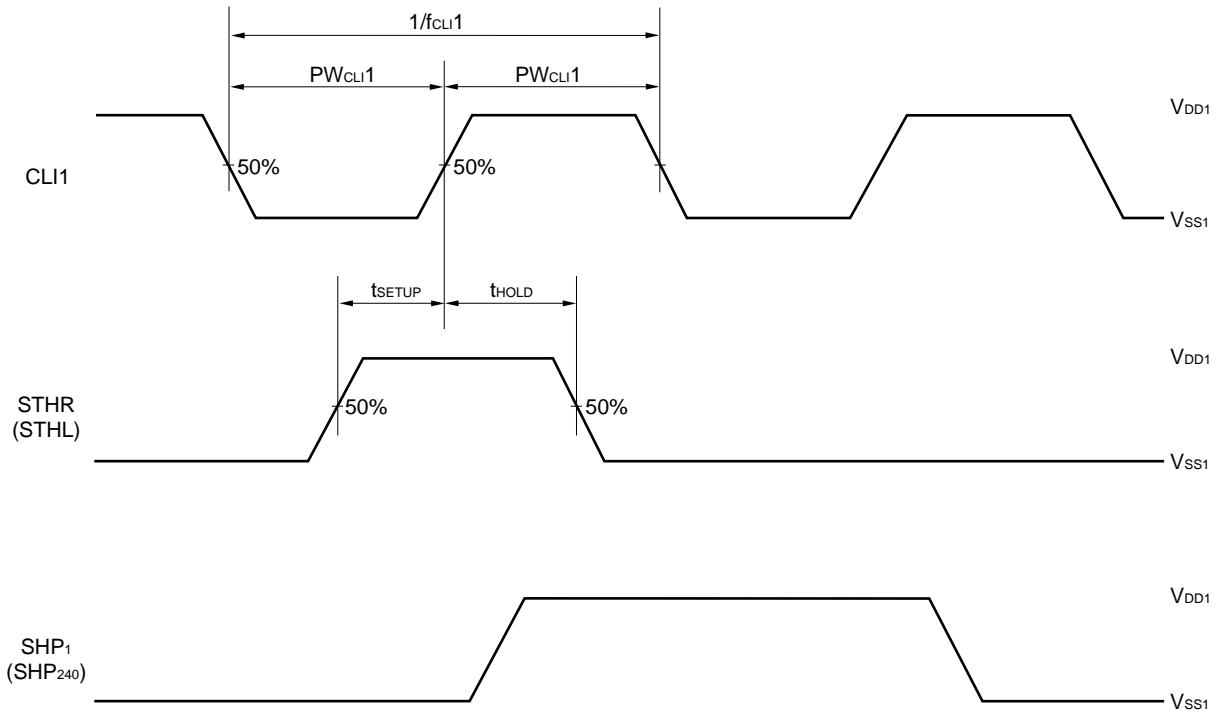 1/fCLI1
PWCLI1 PWCLI1
VDD1
50% 50%
CLI1
VSS1
tSETUP tHOLD
VDD1
STHR
(STHL)
50% 50%
VSS1
VDD1
SHP1
(SHP240)
VSS1